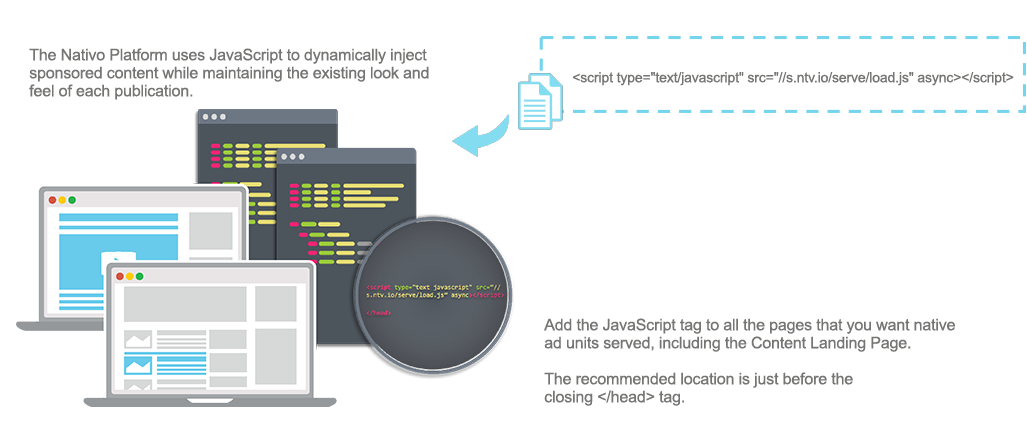 The Nativo Platform uses JavaScript to dynamically inject
sponsored content while maintaining the existing look and
feel of each publication.
<script type="text/javascript" src="//s.ntv.io/serve/load.js" async></script>
<script type="text javascript" src="//
s.ntv.io/serve/load.js" async></script>
</head>
Add the JavaScript tag to all the pages that you want native
ad units served, including the Content Landing Page.
The recommended location is just before the
closing </head> tag.